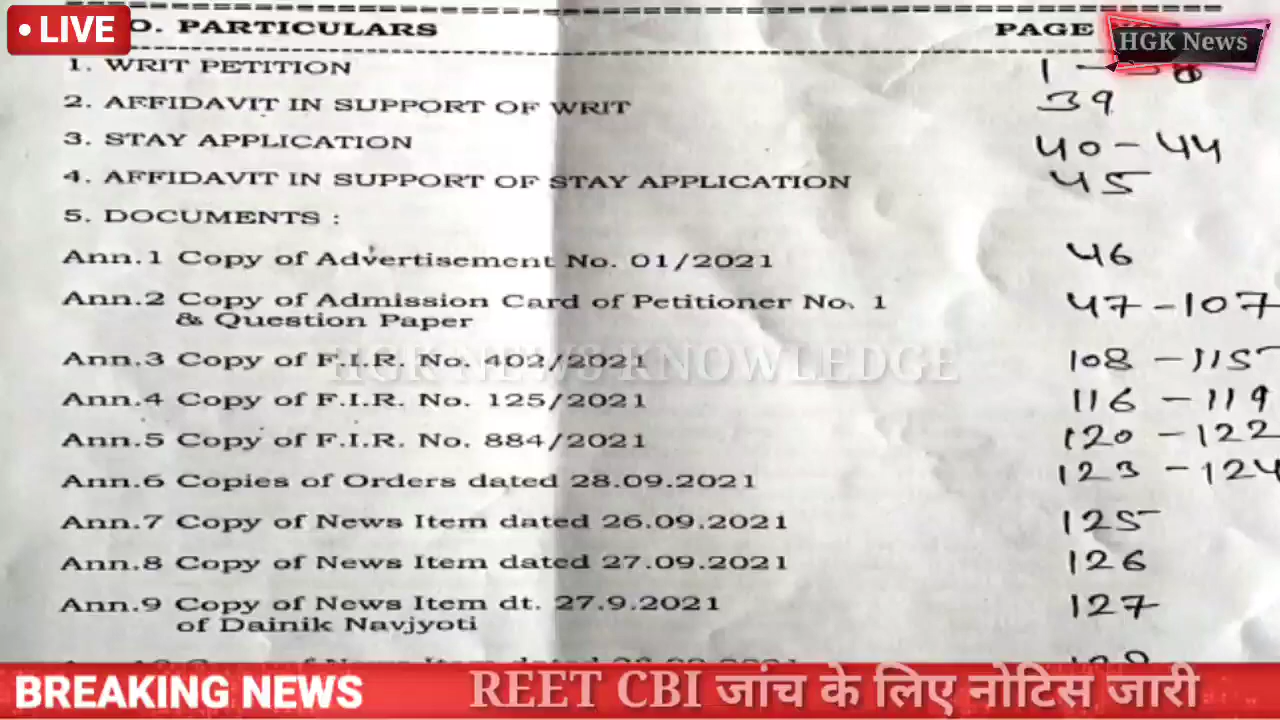 LIVE
O. PARTICULARS PAGE
HGK News
1. WRIT PETITION 1 – 38
2. AFFIDAVIT IN SUPPORT OF WRIT 39
3. STAY APPLICATION 40 – 44
4. AFFIDAVIT IN SUPPORT OF STAY APPLICATION 45
5. DOCUMENTS :
Ann.1 Copy of Advertisement No. 01/2021 46
Ann.2 Copy of Admission Card of Petitioner No. 1 47 – 107
& Question Paper
Ann.3 Copy of F.I.R. No. 402/2021 108 – 115
HGK NEWS KNOWLEDGE
Ann.4 Copy of F.I.R. No. 125/2021 116 – 119
Ann.5 Copy of F.I.R. No. 884/2021 120 – 122
Ann.6 Copies of Orders dated 28.09.2021 123 – 124
Ann.7 Copy of News Item dated 26.09.2021 125
Ann.8 Copy of News Item dated 27.09.2021 126
Ann.9 Copy of News Item dt. 27.9.2021 127
of Dainik Navjyoti
BREAKING NEWS REET CBI जांच के लिए नोटिस जारी